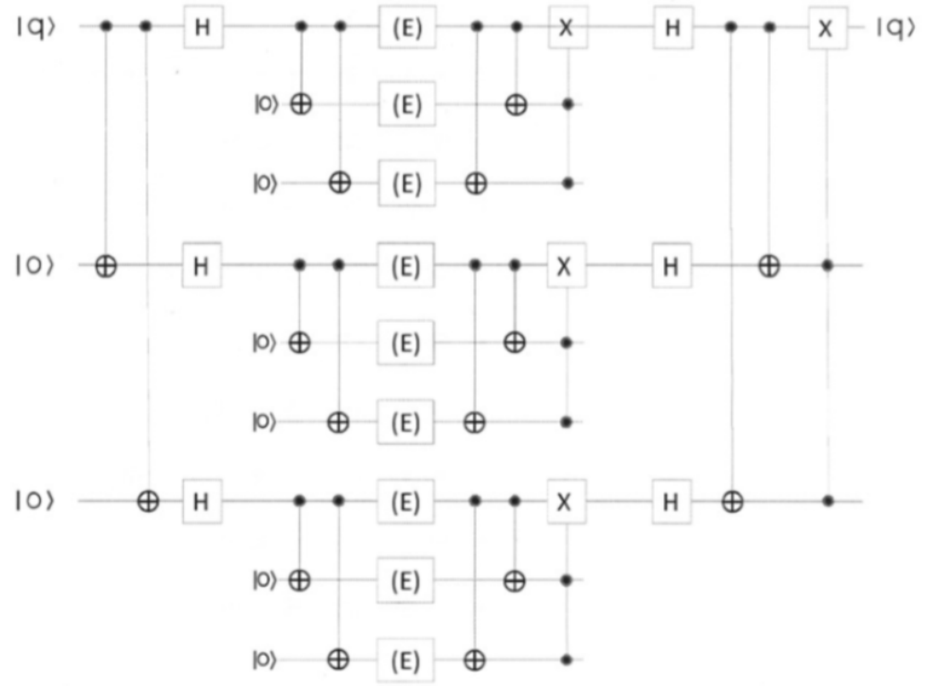 |q⟩ H (E) X H X |q⟩
|0⟩ (E)
|0⟩ (E)
|0⟩ H (E) X H
|0⟩ (E)
|0⟩ (E)
|0⟩ H (E) X H
|0⟩ (E)
|0⟩ (E)